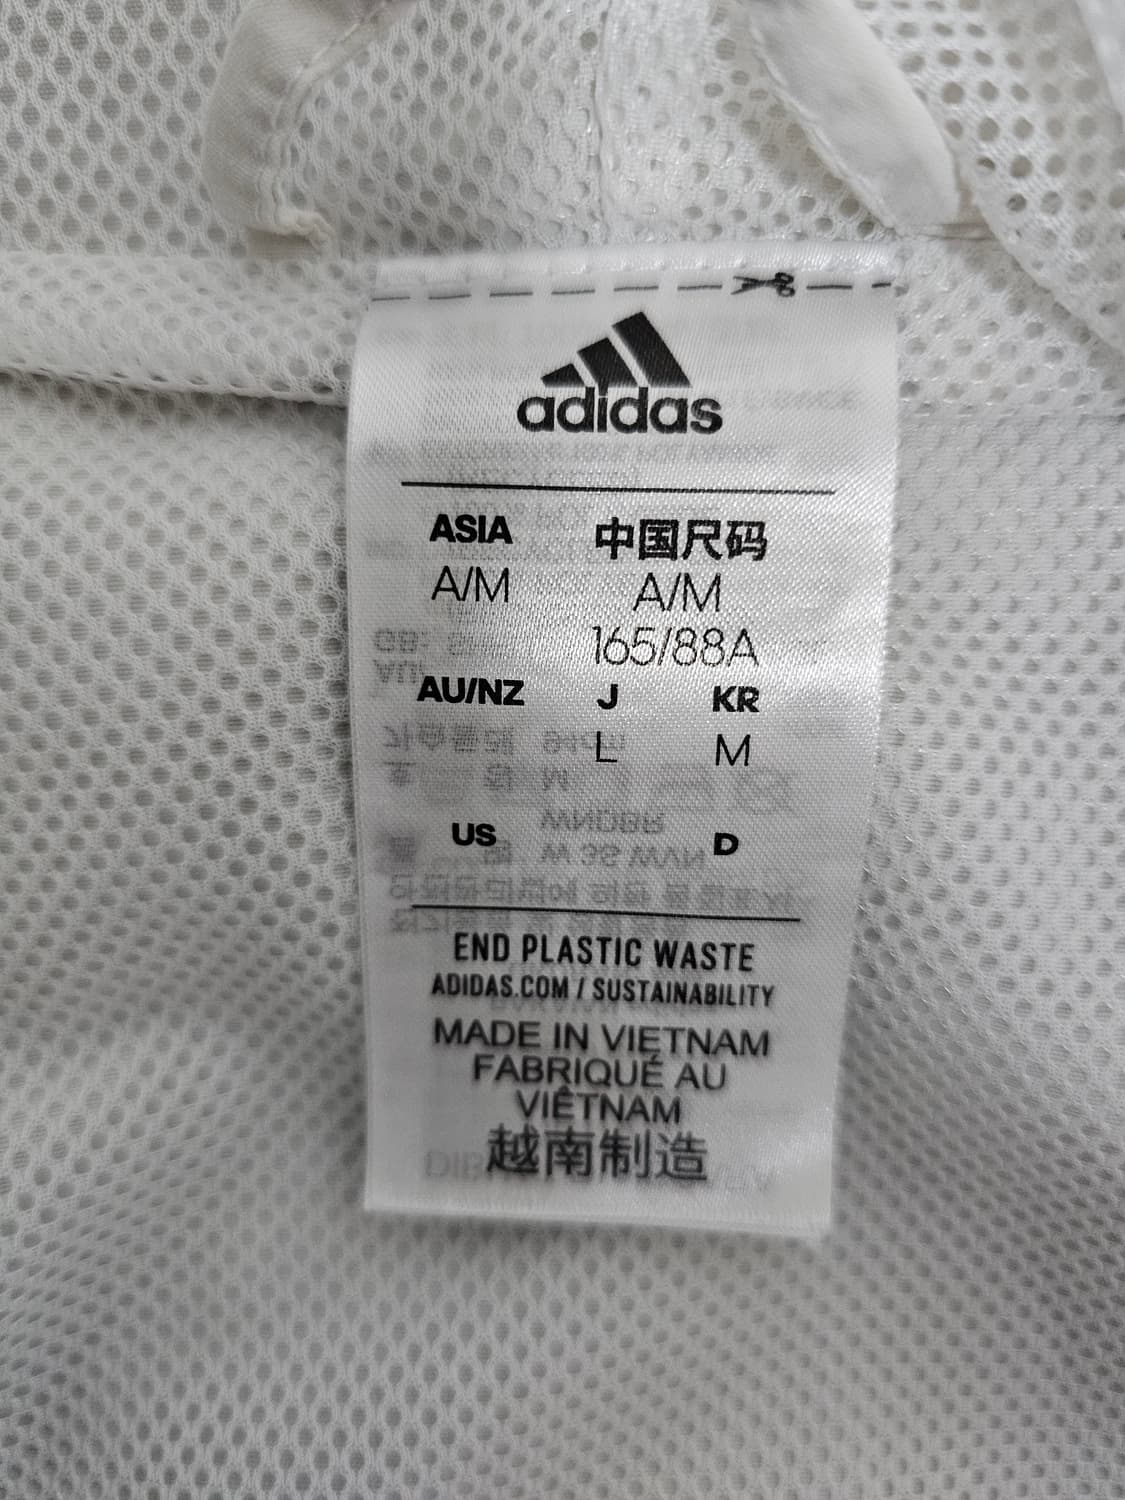 adidas
ASIA 中国尺码
A/M A/M
165/88A
AU/NZ J KR
L M
US D
END PLASTIC WASTE
ADIDAS.COM / SUSTAINABILITY
MADE IN VIETNAM
FABRIQUÉ AU
VIÊTNAM
越南制造